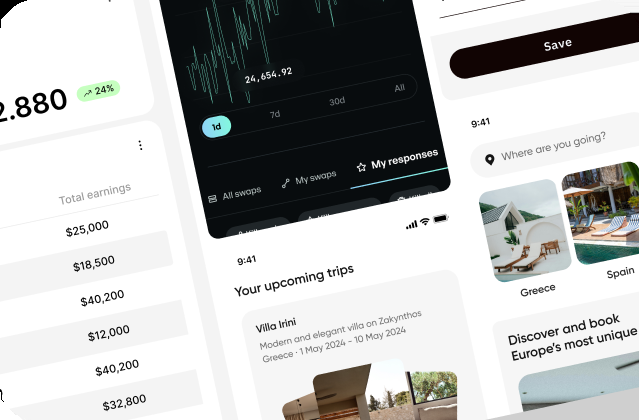 2.880
24%
Total earnings
$25,000
$18,500
$40,200
$12,000
$40,200
$32,800
24,654.92
1d
7d
30d
All
All swaps
My swaps
My responses
9:41
Your upcoming trips
Villa Irini
Modern and elegant villa on Zakynthos
Greece · 1 May 2024 - 10 May 2024
Save
9:41
Where are you going?
Greece
Spain
Discover and book
Europe's most unique